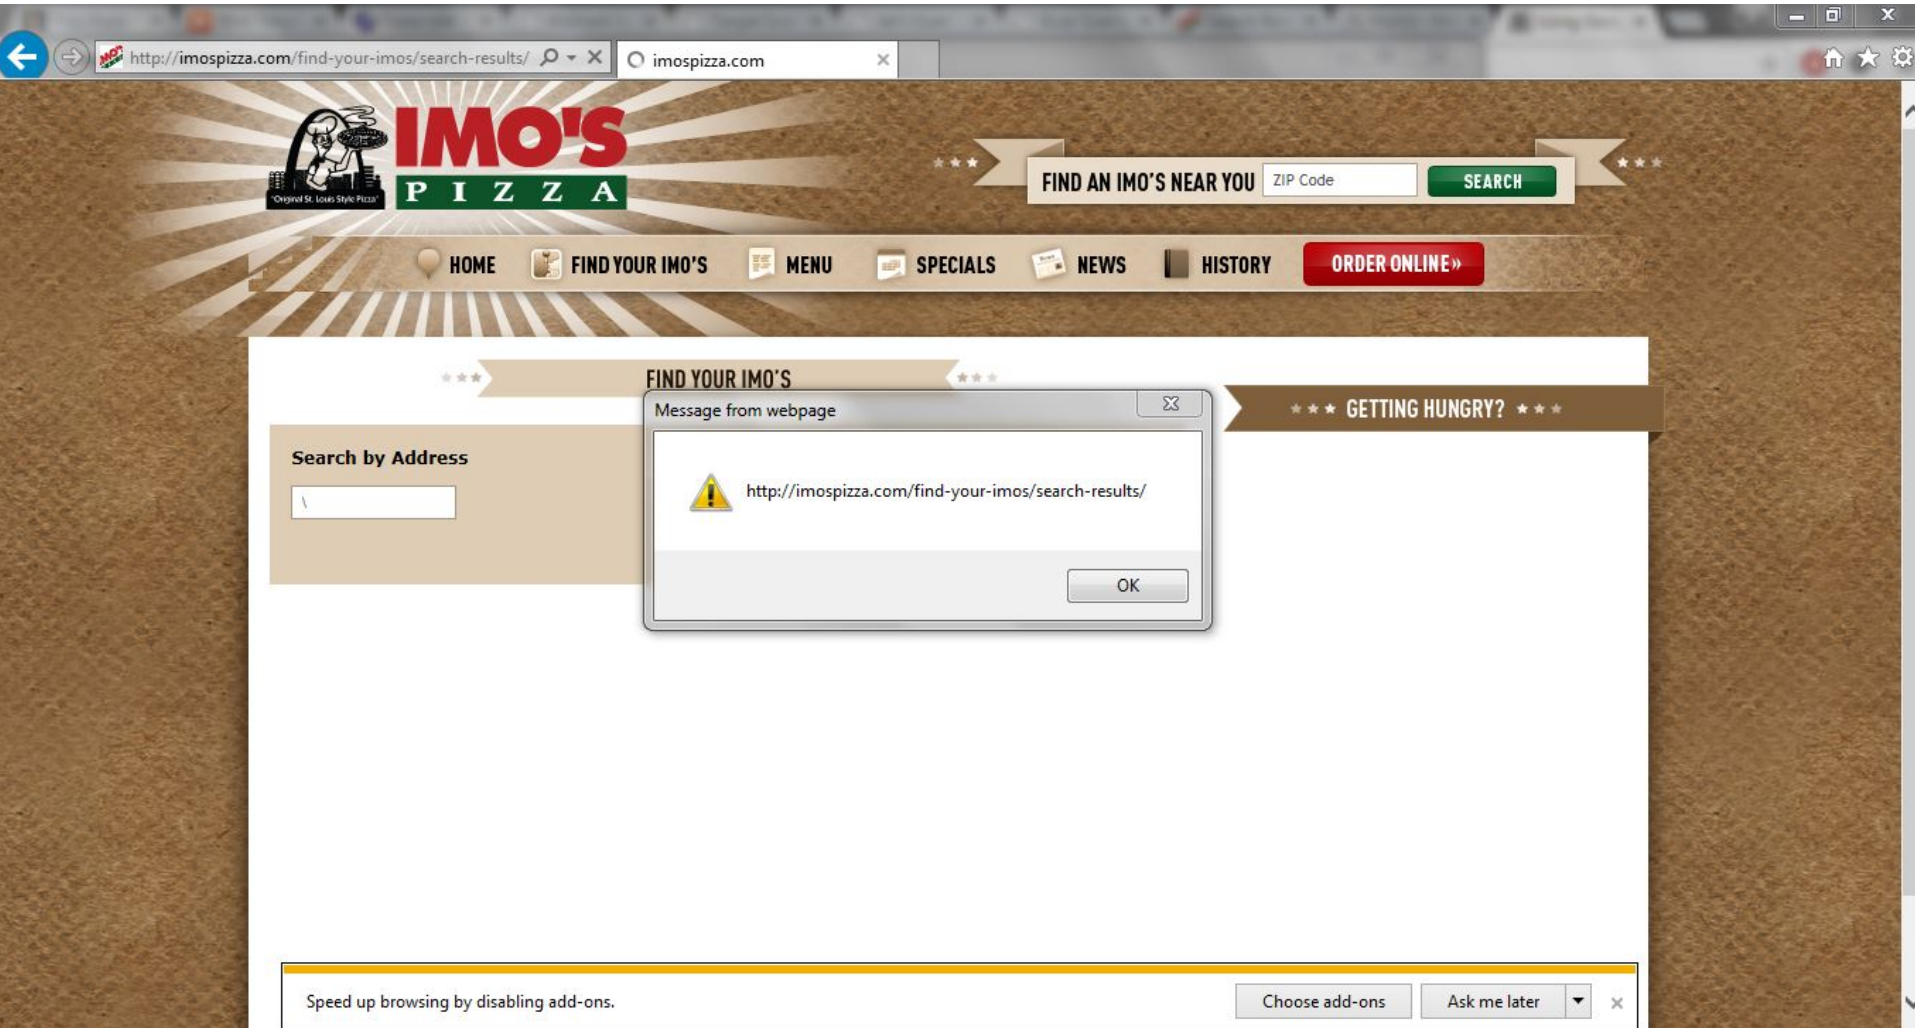 http://imospizza.com/find-your-imos/search-results/
imospizza.com
IMO'S
PIZZA
"Original St. Louis Style Pizza"
FIND AN IMO'S NEAR YOU ZIP Code SEARCH
HOME FIND YOUR IMO'S MENU SPECIALS NEWS HISTORY ORDER ONLINE»
FIND YOUR IMO'S
GETTING HUNGRY?
Message from webpage
Search by Address
\
http://imospizza.com/find-your-imos/search-results/
OK
Speed up browsing by disabling add-ons. Choose add-ons Ask me later